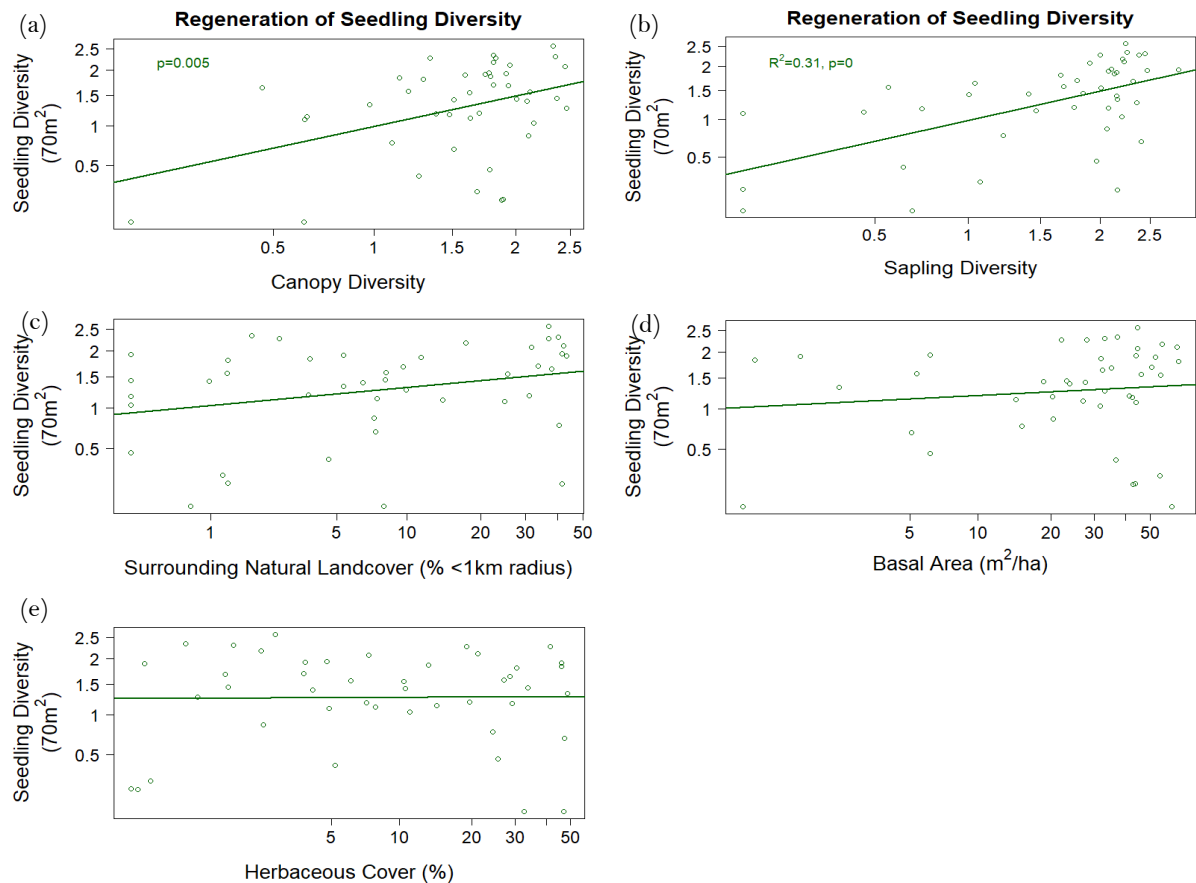 (a)
Regeneration of Seedling Diversity
Seedling Diversity
(70m²)
2.5
2
1.5
1
0.5
p=0.005
0.5
1
1.5
2
2.5
Canopy Diversity
(b)
Regeneration of Seedling Diversity
Seedling Diversity
(70m²)
2.5
2
1.5
1
0.5
R²=0.31, p=0
0.5
1
1.5
2
2.5
Sapling Diversity
(c)
Seedling Diversity
(70m²)
2.5
2
1.5
1
0.5
1
5
10
20
30
50
Surrounding Natural Landcover (% <1km radius)
(d)
Seedling Diversity
(70m²)
2.5
2
1.5
1
0.5
5
10
20
30
50
Basal Area (m²/ha)
(e)
Seedling Diversity
(70m²)
2.5
2
1.5
1
0.5
5
10
20
30
50
Herbaceous Cover (%)